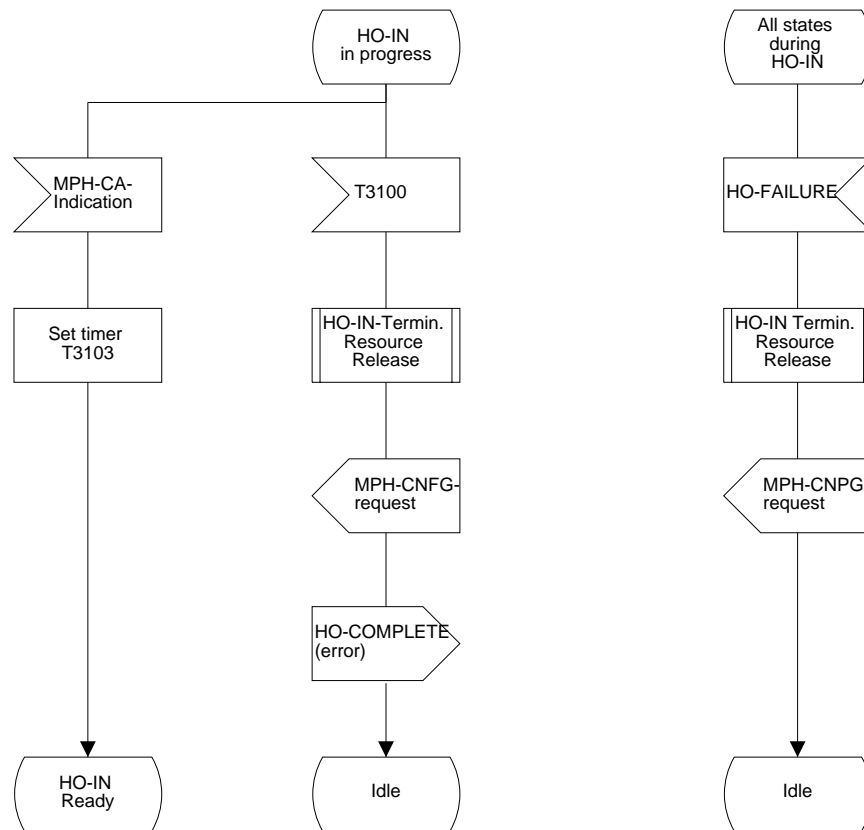 HO-IN
in progress
All states
during
HO-IN
MPH-CA-
Indication
T3100
HO-FAILURE
Set timer
T3103
HO-IN-Termin.
Resource
Release
HO-IN Termin.
Resource
Release
MPH-CNFG-
request
MPH-CNPG
request
HO-COMPLETE
(error)
HO-IN
Ready
Idle
Idle